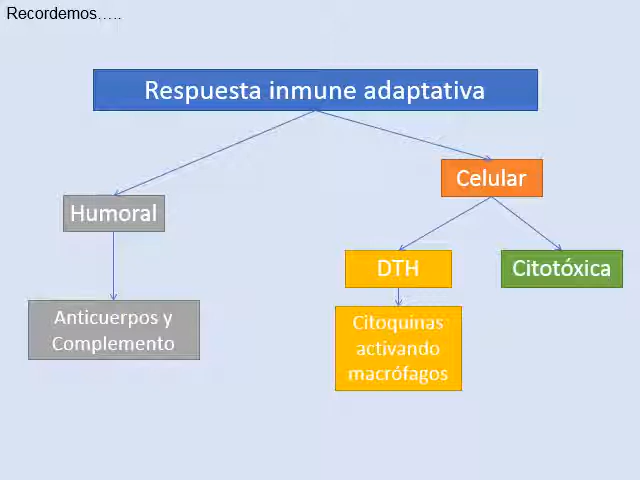 Recordemos.....
Respuesta inmune adaptativa
Celular
Humoral
DTH
Citotóxica
Anticuerpos y
Complemento
Citoquinas
activando
macrófagos